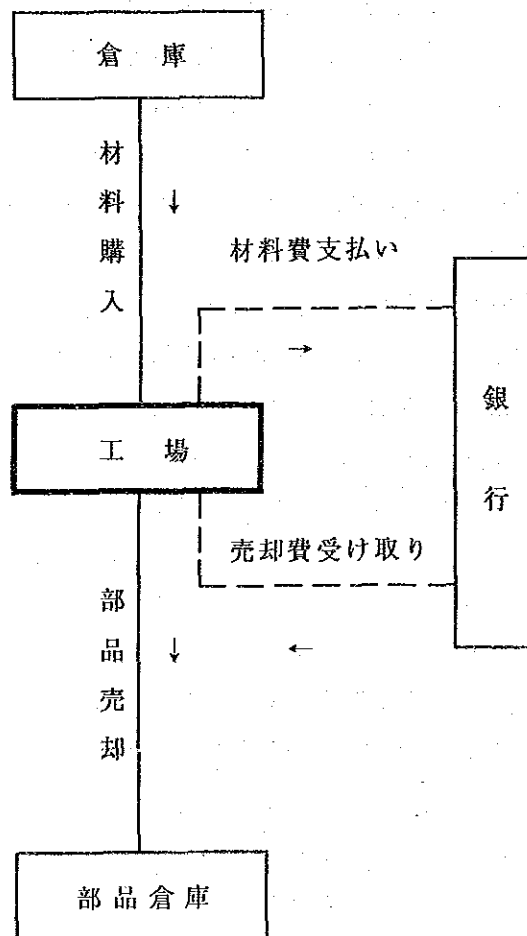 倉庫
材料購入
↓
材料費支払い
→
銀行
工場
売却費受け取り
部品売却
↓
←
部品倉庫